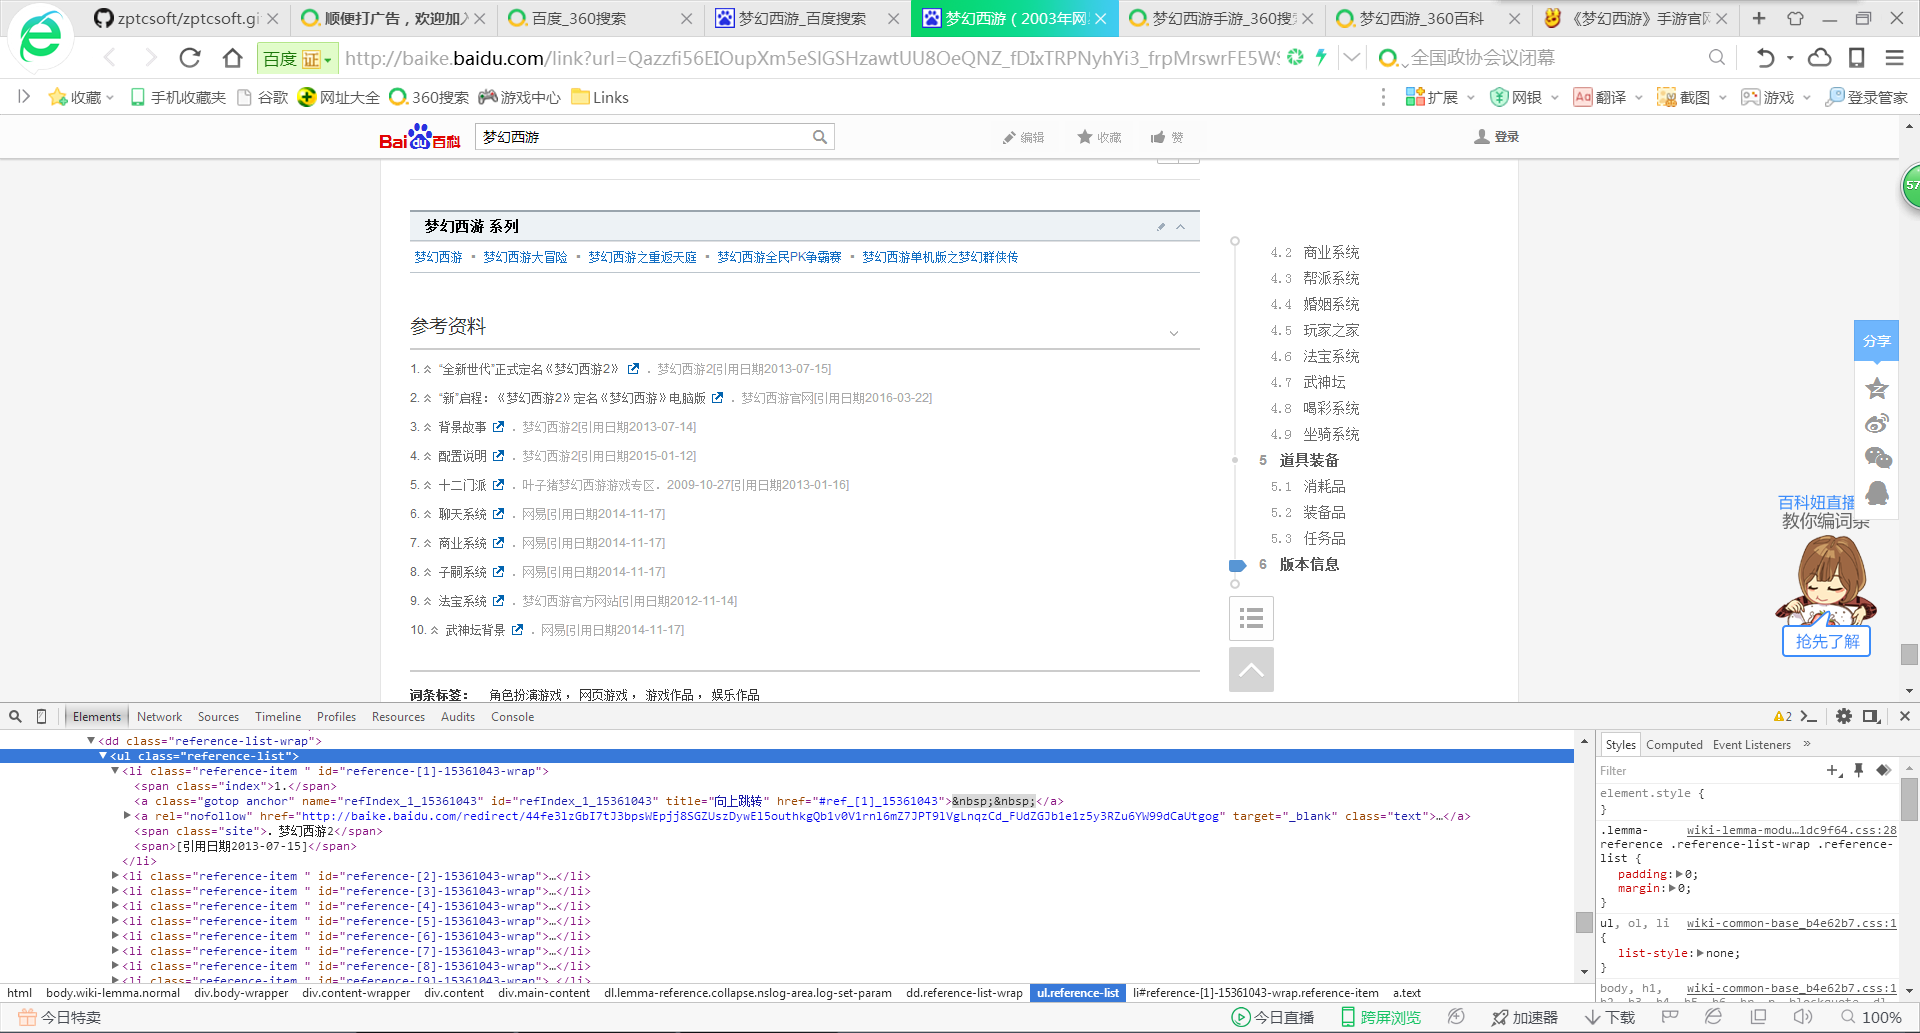 zptcsoft/zptcsoft.gi
顺便打广告，欢迎加入
百度_360搜索
梦幻西游_百度搜索
梦幻西游（2003年网
梦幻西游手游_360搜
梦幻西游_360百科
《梦幻西游》手游官网
百度 证
http://baike.baidu.com/link?url=Qazzfi56EIOupXm5eSlGSHzawtUU8OeQNZ_fDIxTRPNyhYi3_frpMrswrFE5WS
全国政协会议闭幕
收藏 手机收藏夹 谷歌 网址大全 360搜索 游戏中心 Links
扩展 网银 翻译 截图 游戏 登录管家
Bai du 百科
梦幻西游
编辑 收藏 赞
登录
57
梦幻西游 系列
梦幻西游 ▪ 梦幻西游大冒险 ▪ 梦幻西游之重返天庭 ▪ 梦幻西游全民PK争霸赛 ▪ 梦幻西游单机版之梦幻群侠传
参考资料
1. “全新世代”正式定名《梦幻西游2》 ．梦幻西游2[引用日期2013-07-15]
2. “新”启程：《梦幻西游2》定名《梦幻西游》电脑版 ．梦幻西游官网[引用日期2016-03-22]
3. 背景故事 ．梦幻西游2[引用日期2013-07-14]
4. 配置说明 ．梦幻西游2[引用日期2015-01-12]
5. 十二门派 ．叶子猪梦幻西游游戏专区．2009-10-27[引用日期2013-01-16]
6. 聊天系统 ．网易[引用日期2014-11-17]
7. 商业系统 ．网易[引用日期2014-11-17]
8. 子嗣系统 ．网易[引用日期2014-11-17]
9. 法宝系统 ．梦幻西游官方网站[引用日期2012-11-14]
10. 武神坛背景 ．网易[引用日期2014-11-17]
词条标签： 角色扮演游戏， 网页游戏， 游戏作品， 娱乐作品
4.2 商业系统
4.3 帮派系统
4.4 婚姻系统
4.5 玩家之家
4.6 法宝系统
4.7 武神坛
4.8 喝彩系统
4.9 坐骑系统
5 道具装备
5.1 消耗品
5.2 装备品
5.3 任务品
6 版本信息
分享
百科妞直播
教你编词条
抢先了解
Elements Network Sources Timeline Profiles Resources Audits Console
2
<dd class="reference-list-wrap">
<ul class="reference-list">
<li class="reference-item " id="reference-[1]-15361043-wrap">
<span class="index">1.</span>
<a class="gotop anchor" name="refIndex_1_15361043" id="refIndex_1_15361043" title="向上跳转" href="#ref_[1]_15361043">&nbsp;&nbsp;</a>
<a rel="nofollow" href="http://baike.baidu.com/redirect/44fe3lzGbI7tJ3bpsWEpjj8SGZUszDywEl5outhkgQb1v0Vlrnl6mZ7JPT9lVgLnqzCd_FUdZGJb1e1z5y3RZu6YW99dCaUtgog" target="_blank" class="text">…</a>
<span class="site">．梦幻西游2</span>
<span>[引用日期2013-07-15]</span>
</li>
<li class="reference-item " id="reference-[2]-15361043-wrap">…</li>
<li class="reference-item " id="reference-[3]-15361043-wrap">…</li>
<li class="reference-item " id="reference-[4]-15361043-wrap">…</li>
<li class="reference-item " id="reference-[5]-15361043-wrap">…</li>
<li class="reference-item " id="reference-[6]-15361043-wrap">…</li>
<li class="reference-item " id="reference-[7]-15361043-wrap">…</li>
<li class="reference-item " id="reference-[8]-15361043-wrap">…</li>
<li class="reference-item " id="reference-[9]-15361043-wrap">…</li>
Styles Computed Event Listeners »
Filter
element.style {
}
.lemma- wiki-lemma-modu…1dc9f64.css:28
reference .reference-list-wrap .reference-
list {
padding: 0;
margin: 0;
}
ul, ol, li wiki-common-base_b4e62b7.css:1
{
list-style: none;
}
body, h1, wiki-common-base_b4e62b7.css:1
h2, h3, h4, h5, h6, hp, p, blockquote, dl,
html body.wiki-lemma.normal div.body-wrapper div.content-wrapper div.content div.main-content dl.lemma-reference.collapse.nslog-area.log-set-param dd.reference-list-wrap ul.reference-list li#reference-[1]-15361043-wrap.reference-item a.text
今日特卖
今日直播 跨屏浏览 加速器 下载 100%